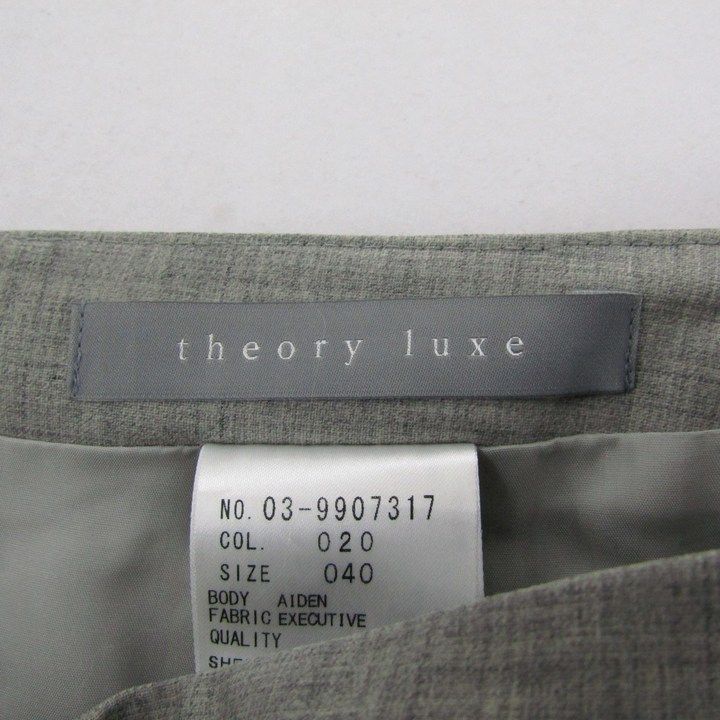 theory luxe
NO. 03-9907317
COL. 020
SIZE 040
BODY AIDEN
FABRIC EXECUTIVE
QUALITY